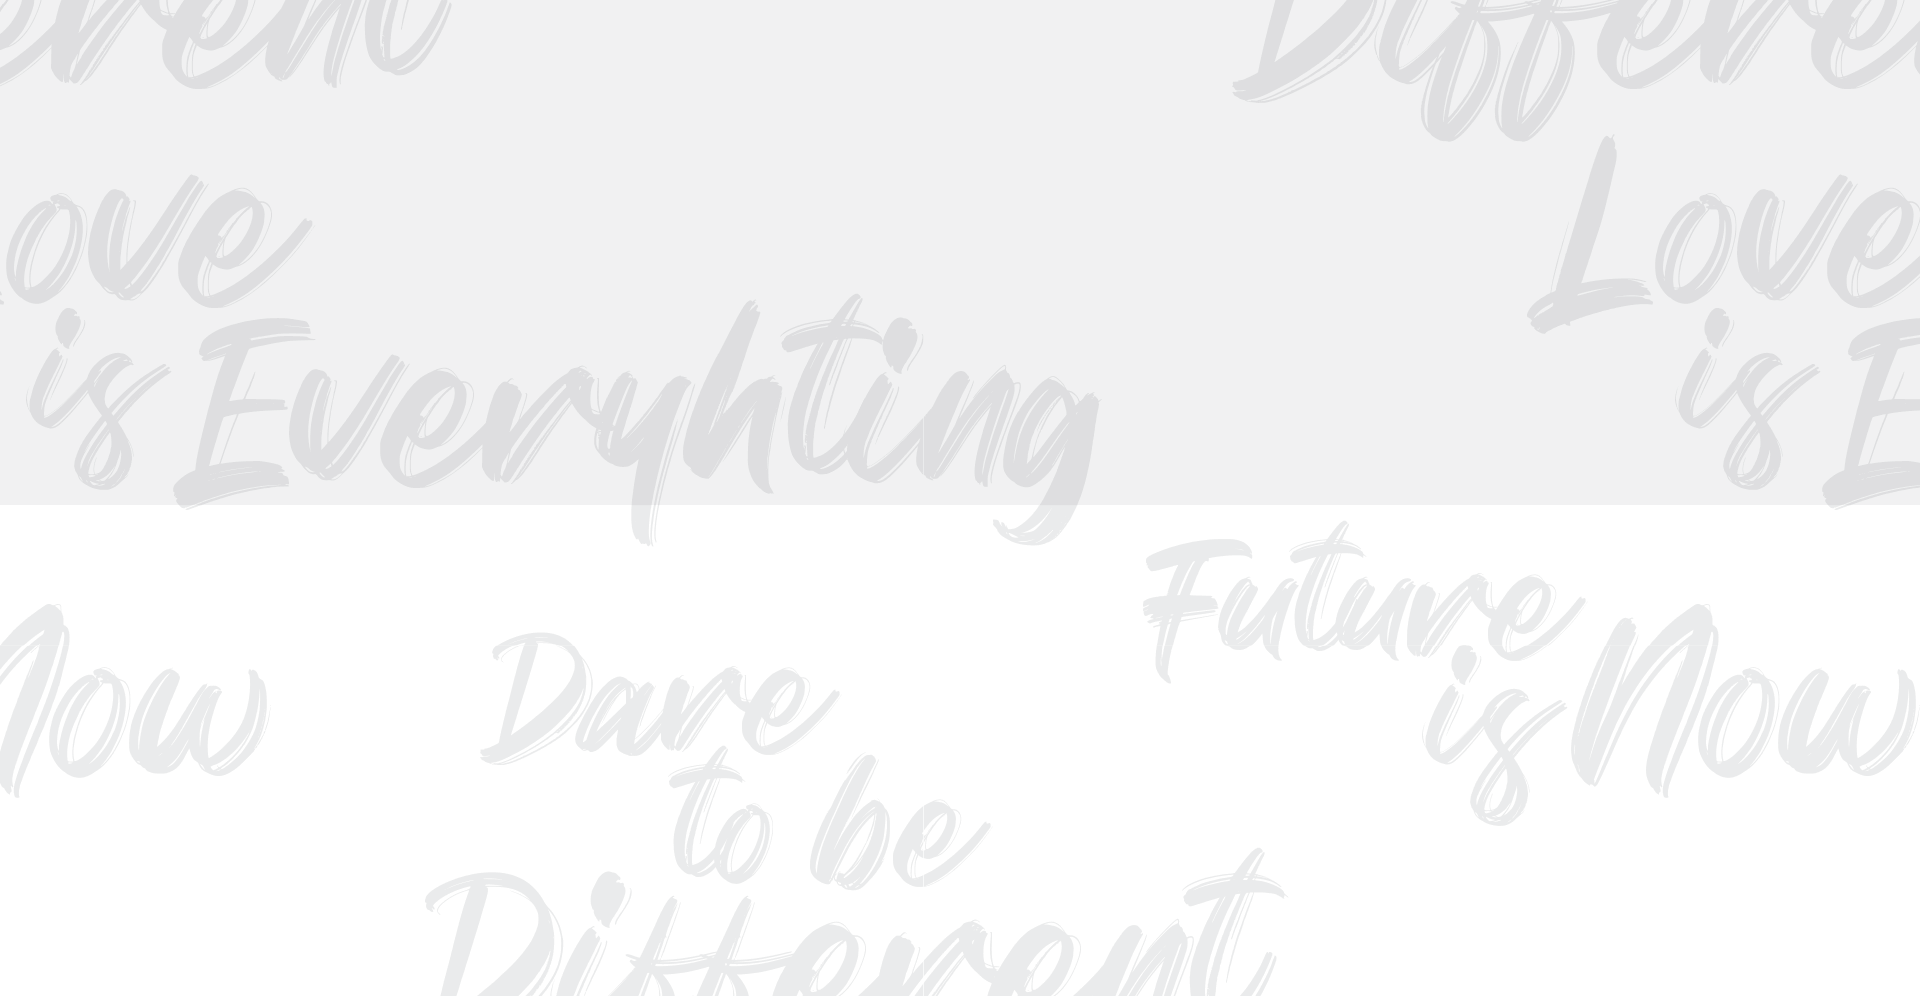 erent
Differe
ove
is Everyhting
Love
is E
Future
is Now
Now
Dare
to be
Different